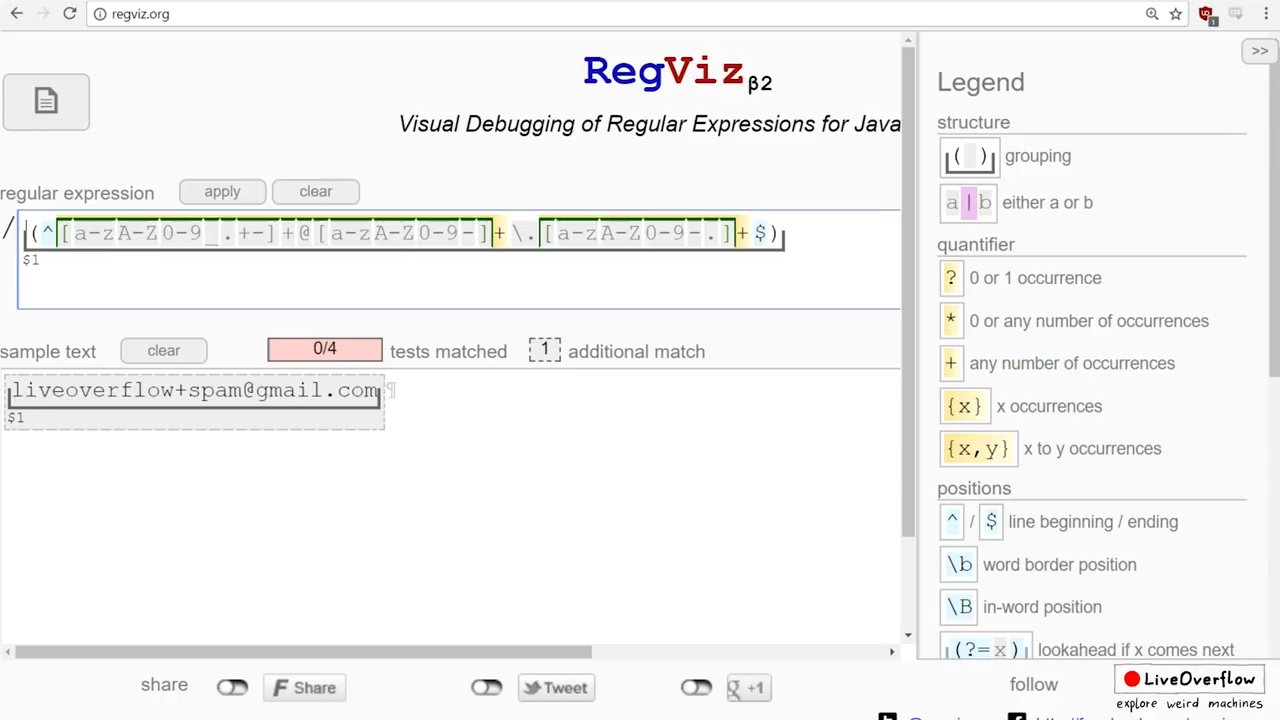 regviz.org
>>
RegVizβ2
Visual Debugging of Regular Expressions for Java
regular expression apply clear
/(^[a-zA-Z0-9_.+-]+@[a-zA-Z0-9-]+\.[a-zA-Z0-9-.]+$)
$1
sample text clear 0/4 tests matched 1 additional match
liveoverflow+spam@gmail.com¶
$1
Legend
structure
( ) grouping
a|b either a or b
quantifier
? 0 or 1 occurrence
* 0 or any number of occurrences
+ any number of occurrences
{x} x occurrences
{x,y} x to y occurrences
positions
^ / $ line beginning / ending
\b word border position
\B in-word position
(?=x) lookahead if x comes next
share Share Tweet +1 follow
LiveOverflow
explore weird machines